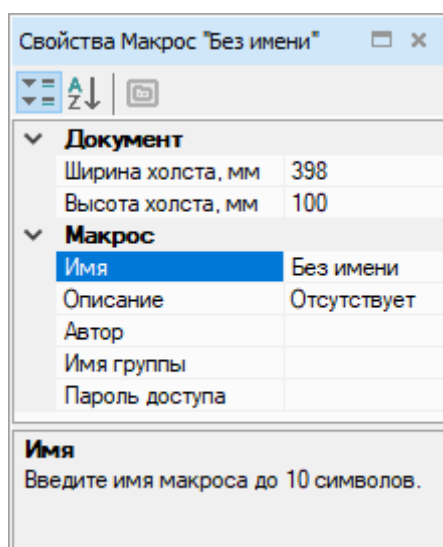 Свойства Макрос "Без имени"
Документ
Ширина холста, мм 398
Высота холста, мм 100
Макрос
Имя Без имени
Описание Отсутствует
Автор
Имя группы
Пароль доступа
Имя
Введите имя макроса до 10 символов.